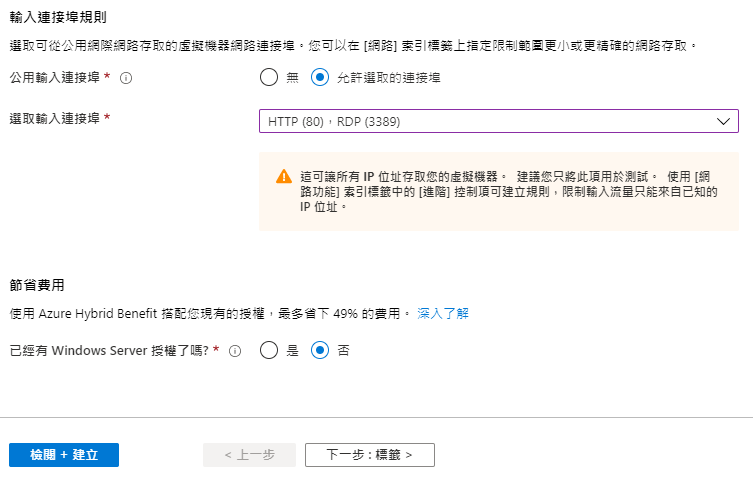 輸入連接埠規則
選取可從公用網際網路存取的虛擬機器網路連接埠。您可以在 [網路] 索引標籤上指定限制範圍更小或更精確的網路存取。
公用輸入連接埠 * 無 允許選取的連接埠
選取輸入連接埠 * HTTP (80)，RDP (3389)
這可讓所有 IP 位址存取您的虛擬機器。 建議您只將此項用於測試。 使用 [網
路功能] 索引標籤中的 [進階] 控制項可建立規則，限制輸入流量只能來自已知的
IP 位址。
節省費用
使用 Azure Hybrid Benefit 搭配您現有的授權，最多省下 49% 的費用。 深入了解
已經有 Windows Server 授權了嗎? * 是 否
檢閱 + 建立 < 上一步 下一步 : 標籤 >